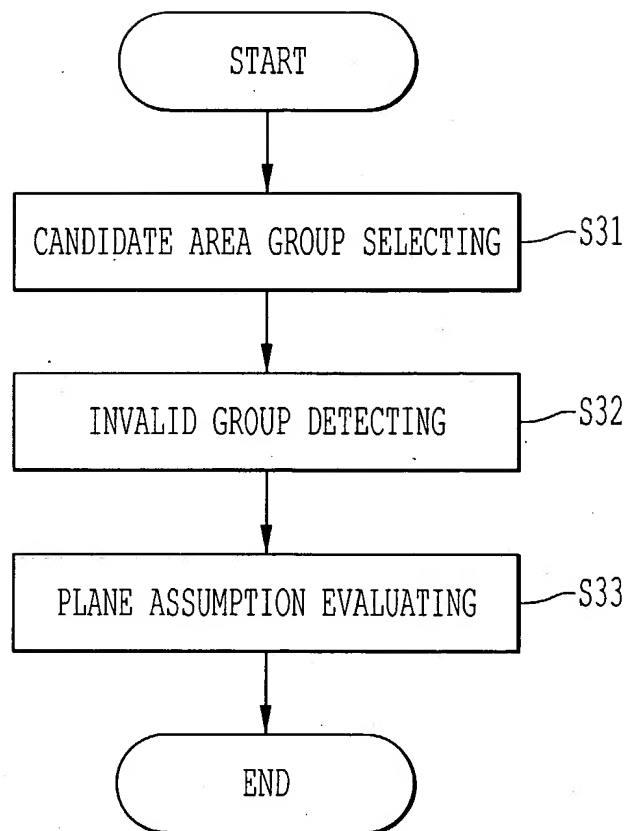 START
CANDIDATE AREA GROUP SELECTING
S31
INVALID GROUP DETECTING
S32
PLANE ASSUMPTION EVALUATING
S33
END